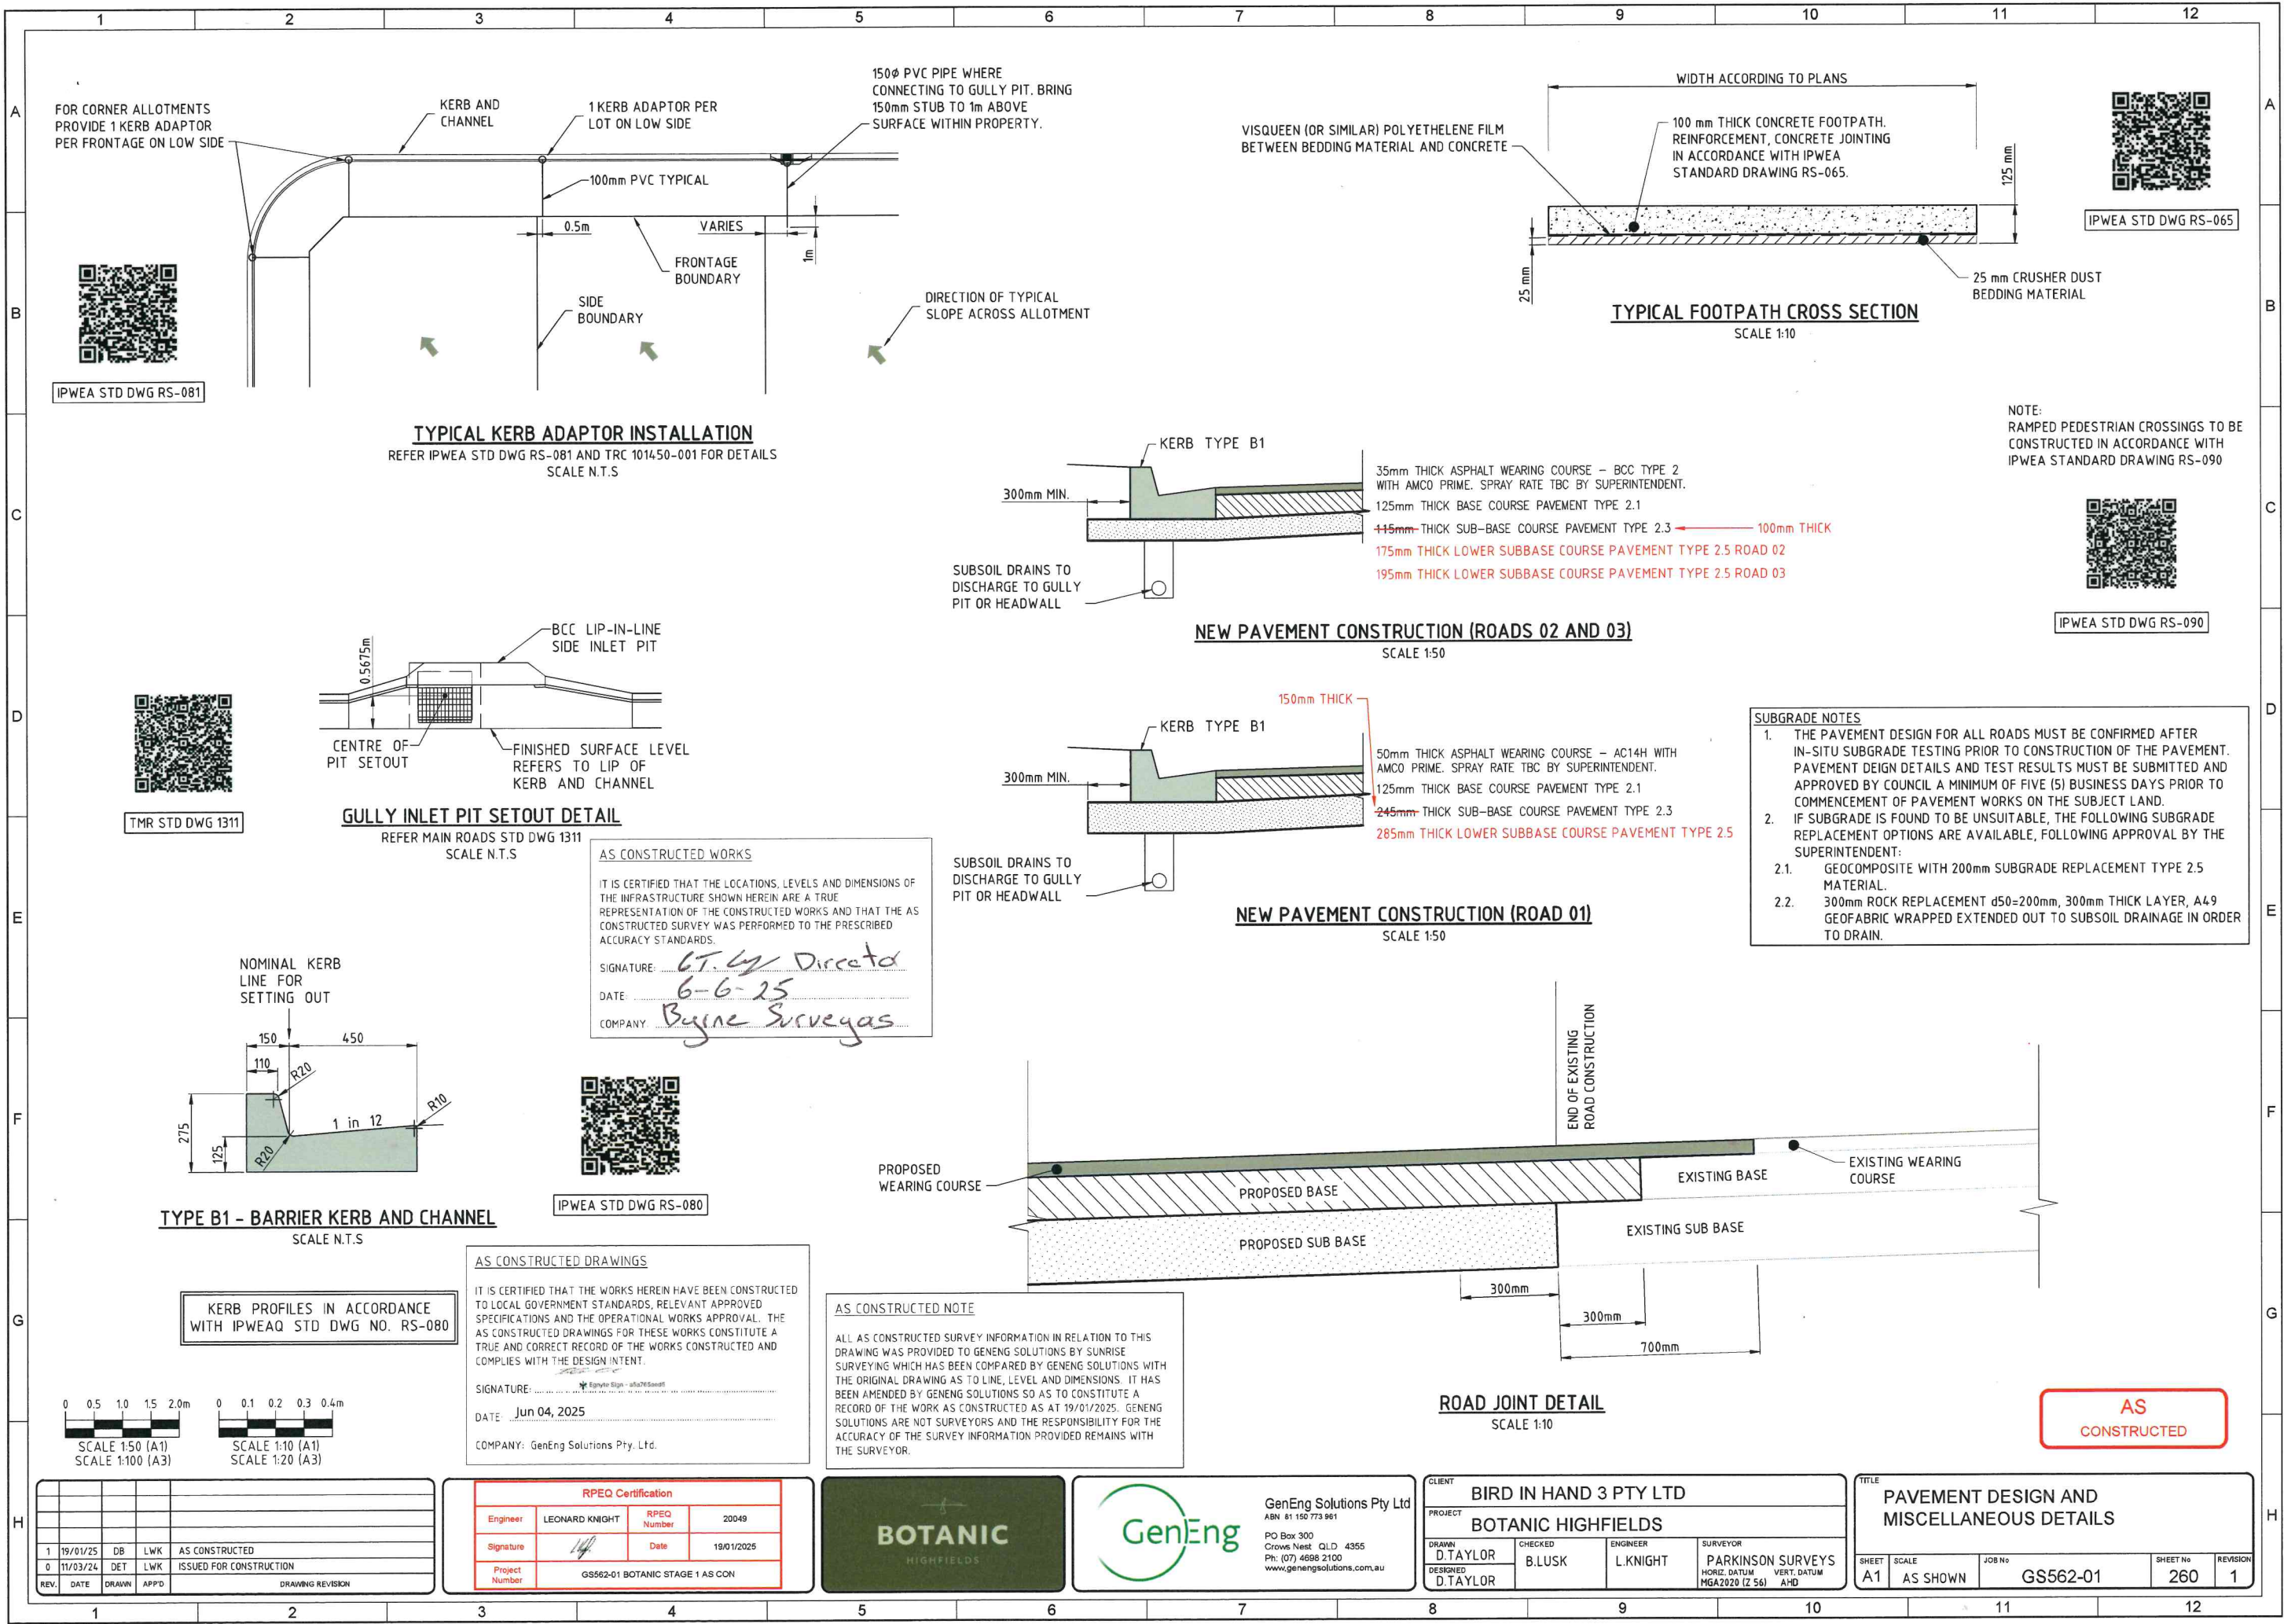 1 2 3 4 5 6 7 8 9 10 11 12
A
B
C
D
E
F
G
H
FOR CORNER ALLOTMENTS
PROVIDE 1 KERB ADAPTOR
PER FRONTAGE ON LOW SIDE
KERB AND
CHANNEL
1 KERB ADAPTOR PER
LOT ON LOW SIDE
150ϕ PVC PIPE WHERE
CONNECTING TO GULLY PIT. BRING
150mm STUB TO 1m ABOVE
SURFACE WITHIN PROPERTY.
100mm PVC TYPICAL
0.5m
VARIES
1m
FRONTAGE
BOUNDARY
SIDE
BOUNDARY
DIRECTION OF TYPICAL
SLOPE ACROSS ALLOTMENT
IPWEA STD DWG RS-081
TYPICAL KERB ADAPTOR INSTALLATION
REFER IPWEA STD DWG RS-081 AND TRC 101450-001 FOR DETAILS
SCALE N.T.S
WIDTH ACCORDING TO PLANS
VISQUEEN (OR SIMILAR) POLYETHELENE FILM
BETWEEN BEDDING MATERIAL AND CONCRETE
100 mm THICK CONCRETE FOOTPATH.
REINFORCEMENT, CONCRETE JOINTING
IN ACCORDANCE WITH IPWEA
STANDARD DRAWING RS-065.
125 mm
25 mm
25 mm CRUSHER DUST
BEDDING MATERIAL
TYPICAL FOOTPATH CROSS SECTION
SCALE 1:10
IPWEA STD DWG RS-065
NOTE:
RAMPED PEDESTRIAN CROSSINGS TO BE
CONSTRUCTED IN ACCORDANCE WITH
IPWEA STANDARD DRAWING RS-090
IPWEA STD DWG RS-090
KERB TYPE B1
300mm MIN.
35mm THICK ASPHALT WEARING COURSE - BCC TYPE 2
WITH AMCO PRIME. SPRAY RATE TBC BY SUPERINTENDENT.
125mm THICK BASE COURSE PAVEMENT TYPE 2.1
115mm THICK SUB-BASE COURSE PAVEMENT TYPE 2.3
100mm THICK
175mm THICK LOWER SUBBASE COURSE PAVEMENT TYPE 2.5 ROAD 02
195mm THICK LOWER SUBBASE COURSE PAVEMENT TYPE 2.5 ROAD 03
SUBSOIL DRAINS TO
DISCHARGE TO GULLY
PIT OR HEADWALL
NEW PAVEMENT CONSTRUCTION (ROADS 02 AND 03)
SCALE 1:50
BCC LIP-IN-LINE
SIDE INLET PIT
0.5675m
CENTRE OF
PIT SETOUT
FINISHED SURFACE LEVEL
REFERS TO LIP OF
KERB AND CHANNEL
TMR STD DWG 1311
GULLY INLET PIT SETOUT DETAIL
REFER MAIN ROADS STD DWG 1311
SCALE N.T.S
150mm THICK
KERB TYPE B1
300mm MIN.
50mm THICK ASPHALT WEARING COURSE - AC14H WITH
AMCO PRIME. SPRAY RATE TBC BY SUPERINTENDENT.
125mm THICK BASE COURSE PAVEMENT TYPE 2.1
245mm THICK SUB-BASE COURSE PAVEMENT TYPE 2.3
285mm THICK LOWER SUBBASE COURSE PAVEMENT TYPE 2.5
SUBSOIL DRAINS TO
DISCHARGE TO GULLY
PIT OR HEADWALL
NEW PAVEMENT CONSTRUCTION (ROAD 01)
SCALE 1:50
SUBGRADE NOTES
1. THE PAVEMENT DESIGN FOR ALL ROADS MUST BE CONFIRMED AFTER
IN-SITU SUBGRADE TESTING PRIOR TO CONSTRUCTION OF THE PAVEMENT.
PAVEMENT DEIGN DETAILS AND TEST RESULTS MUST BE SUBMITTED AND
APPROVED BY COUNCIL A MINIMUM OF FIVE (5) BUSINESS DAYS PRIOR TO
COMMENCEMENT OF PAVEMENT WORKS ON THE SUBJECT LAND.
2. IF SUBGRADE IS FOUND TO BE UNSUITABLE, THE FOLLOWING SUBGRADE
REPLACEMENT OPTIONS ARE AVAILABLE, FOLLOWING APPROVAL BY THE
SUPERINTENDENT:
2.1. GEOCOMPOSITE WITH 200mm SUBGRADE REPLACEMENT TYPE 2.5
MATERIAL.
2.2. 300mm ROCK REPLACEMENT d50=200mm, 300mm THICK LAYER, A49
GEOFABRIC WRAPPED EXTENDED OUT TO SUBSOIL DRAINAGE IN ORDER
TO DRAIN.
AS CONSTRUCTED WORKS
IT IS CERTIFIED THAT THE LOCATIONS, LEVELS AND DIMENSIONS OF
THE INFRASTRUCTURE SHOWN HEREIN ARE A TRUE
REPRESENTATION OF THE CONSTRUCTED WORKS AND THAT THE AS
CONSTRUCTED SURVEY WAS PERFORMED TO THE PRESCRIBED
ACCURACY STANDARDS.
SIGNATURE: Director
DATE 6-6-25
COMPANY Byrne Surveyors
NOMINAL KERB
LINE FOR
SETTING OUT
150
450
110
R20
R10
1 in 12
275
125
R20
IPWEA STD DWG RS-080
TYPE B1 - BARRIER KERB AND CHANNEL
SCALE N.T.S
KERB PROFILES IN ACCORDANCE
WITH IPWEAQ STD DWG NO. RS-080
END OF EXISTING
ROAD CONSTRUCTION
PROPOSED
WEARING COURSE
PROPOSED BASE
PROPOSED SUB BASE
EXISTING BASE
EXISTING SUB BASE
EXISTING WEARING
COURSE
300mm
300mm
700mm
ROAD JOINT DETAIL
SCALE 1:10
AS CONSTRUCTED DRAWINGS
IT IS CERTIFIED THAT THE WORKS HEREIN HAVE BEEN CONSTRUCTED
TO LOCAL GOVERNMENT STANDARDS, RELEVANT APPROVED
SPECIFICATIONS AND THE OPERATIONAL WORKS APPROVAL. THE
AS CONSTRUCTED DRAWINGS FOR THESE WORKS CONSTITUTE A
TRUE AND CORRECT RECORD OF THE WORKS CONSTRUCTED AND
COMPLIES WITH THE DESIGN INTENT.
SIGNATURE:
Egnyte Sign -
DATE Jun 04, 2025
COMPANY: GenEng Solutions Pty. Ltd.
AS CONSTRUCTED NOTE
ALL AS CONSTRUCTED SURVEY INFORMATION IN RELATION TO THIS
DRAWING WAS PROVIDED TO GENENG SOLUTIONS BY SUNRISE
SURVEYING WHICH HAS BEEN COMPARED BY GENENG SOLUTIONS WITH
THE ORIGINAL DRAWING AS TO LINE, LEVEL AND DIMENSIONS. IT HAS
BEEN AMENDED BY GENENG SOLUTIONS SO AS TO CONSTITUTE A
RECORD OF THE WORK AS CONSTRUCTED AS AT 19/01/2025. GENENG
SOLUTIONS ARE NOT SURVEYORS AND THE RESPONSIBILITY FOR THE
ACCURACY OF THE SURVEY INFORMATION PROVIDED REMAINS WITH
THE SURVEYOR.
AS
CONSTRUCTED
0 0.5 1.0 1.5 2.0m
SCALE 1:50 (A1)
SCALE 1:100 (A3)
0 0.1 0.2 0.3 0.4m
SCALE 1:10 (A1)
SCALE 1:20 (A3)
1 19/01/25 DB LWK AS CONSTRUCTED
0 11/03/24 DET LWK ISSUED FOR CONSTRUCTION
REV. DATE DRAWN APP'D DRAWING REVISION
RPEQ Certification
Engineer LEONARD KNIGHT RPEQ Number 20049
Signature Date 19/01/2025
Project Number GS562-01 BOTANIC STAGE 1 AS CON
BOTANIC
HIGHFIELDS
GenEng
GenEng Solutions Pty Ltd
ABN 81 150 773 961
PO Box 300
Crows Nest QLD 4355
Ph: (07) 4698 2100
www.genengsolutions.com.au
CLIENT
BIRD IN HAND 3 PTY LTD
PROJECT
BOTANIC HIGHFIELDS
DRAWN
D.TAYLOR
CHECKED
B.LUSK
ENGINEER
L.KNIGHT
SURVEYOR
PARKINSON SURVEYS
DESIGNED
D.TAYLOR
HORIZ. DATUM VERT. DATUM
MGA2020 (Z 56) AHD
TITLE
PAVEMENT DESIGN AND
MISCELLANEOUS DETAILS
SHEET
A1
SCALE
AS SHOWN
JOB No
GS562-01
SHEET No
260
REVISION
1
1 2 3 4 5 6 7 8 9 10 11 12